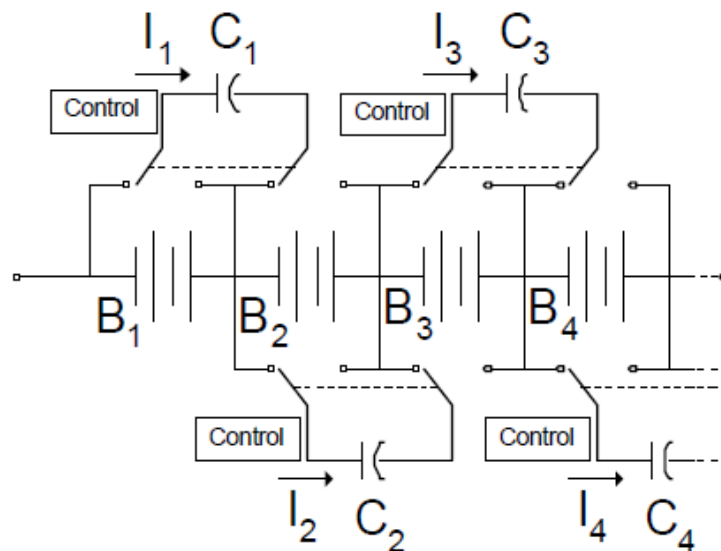 I1 C1 I3 C3
Control Control
B1 B2 B3 B4
Control Control
I2 C2 I4 C4